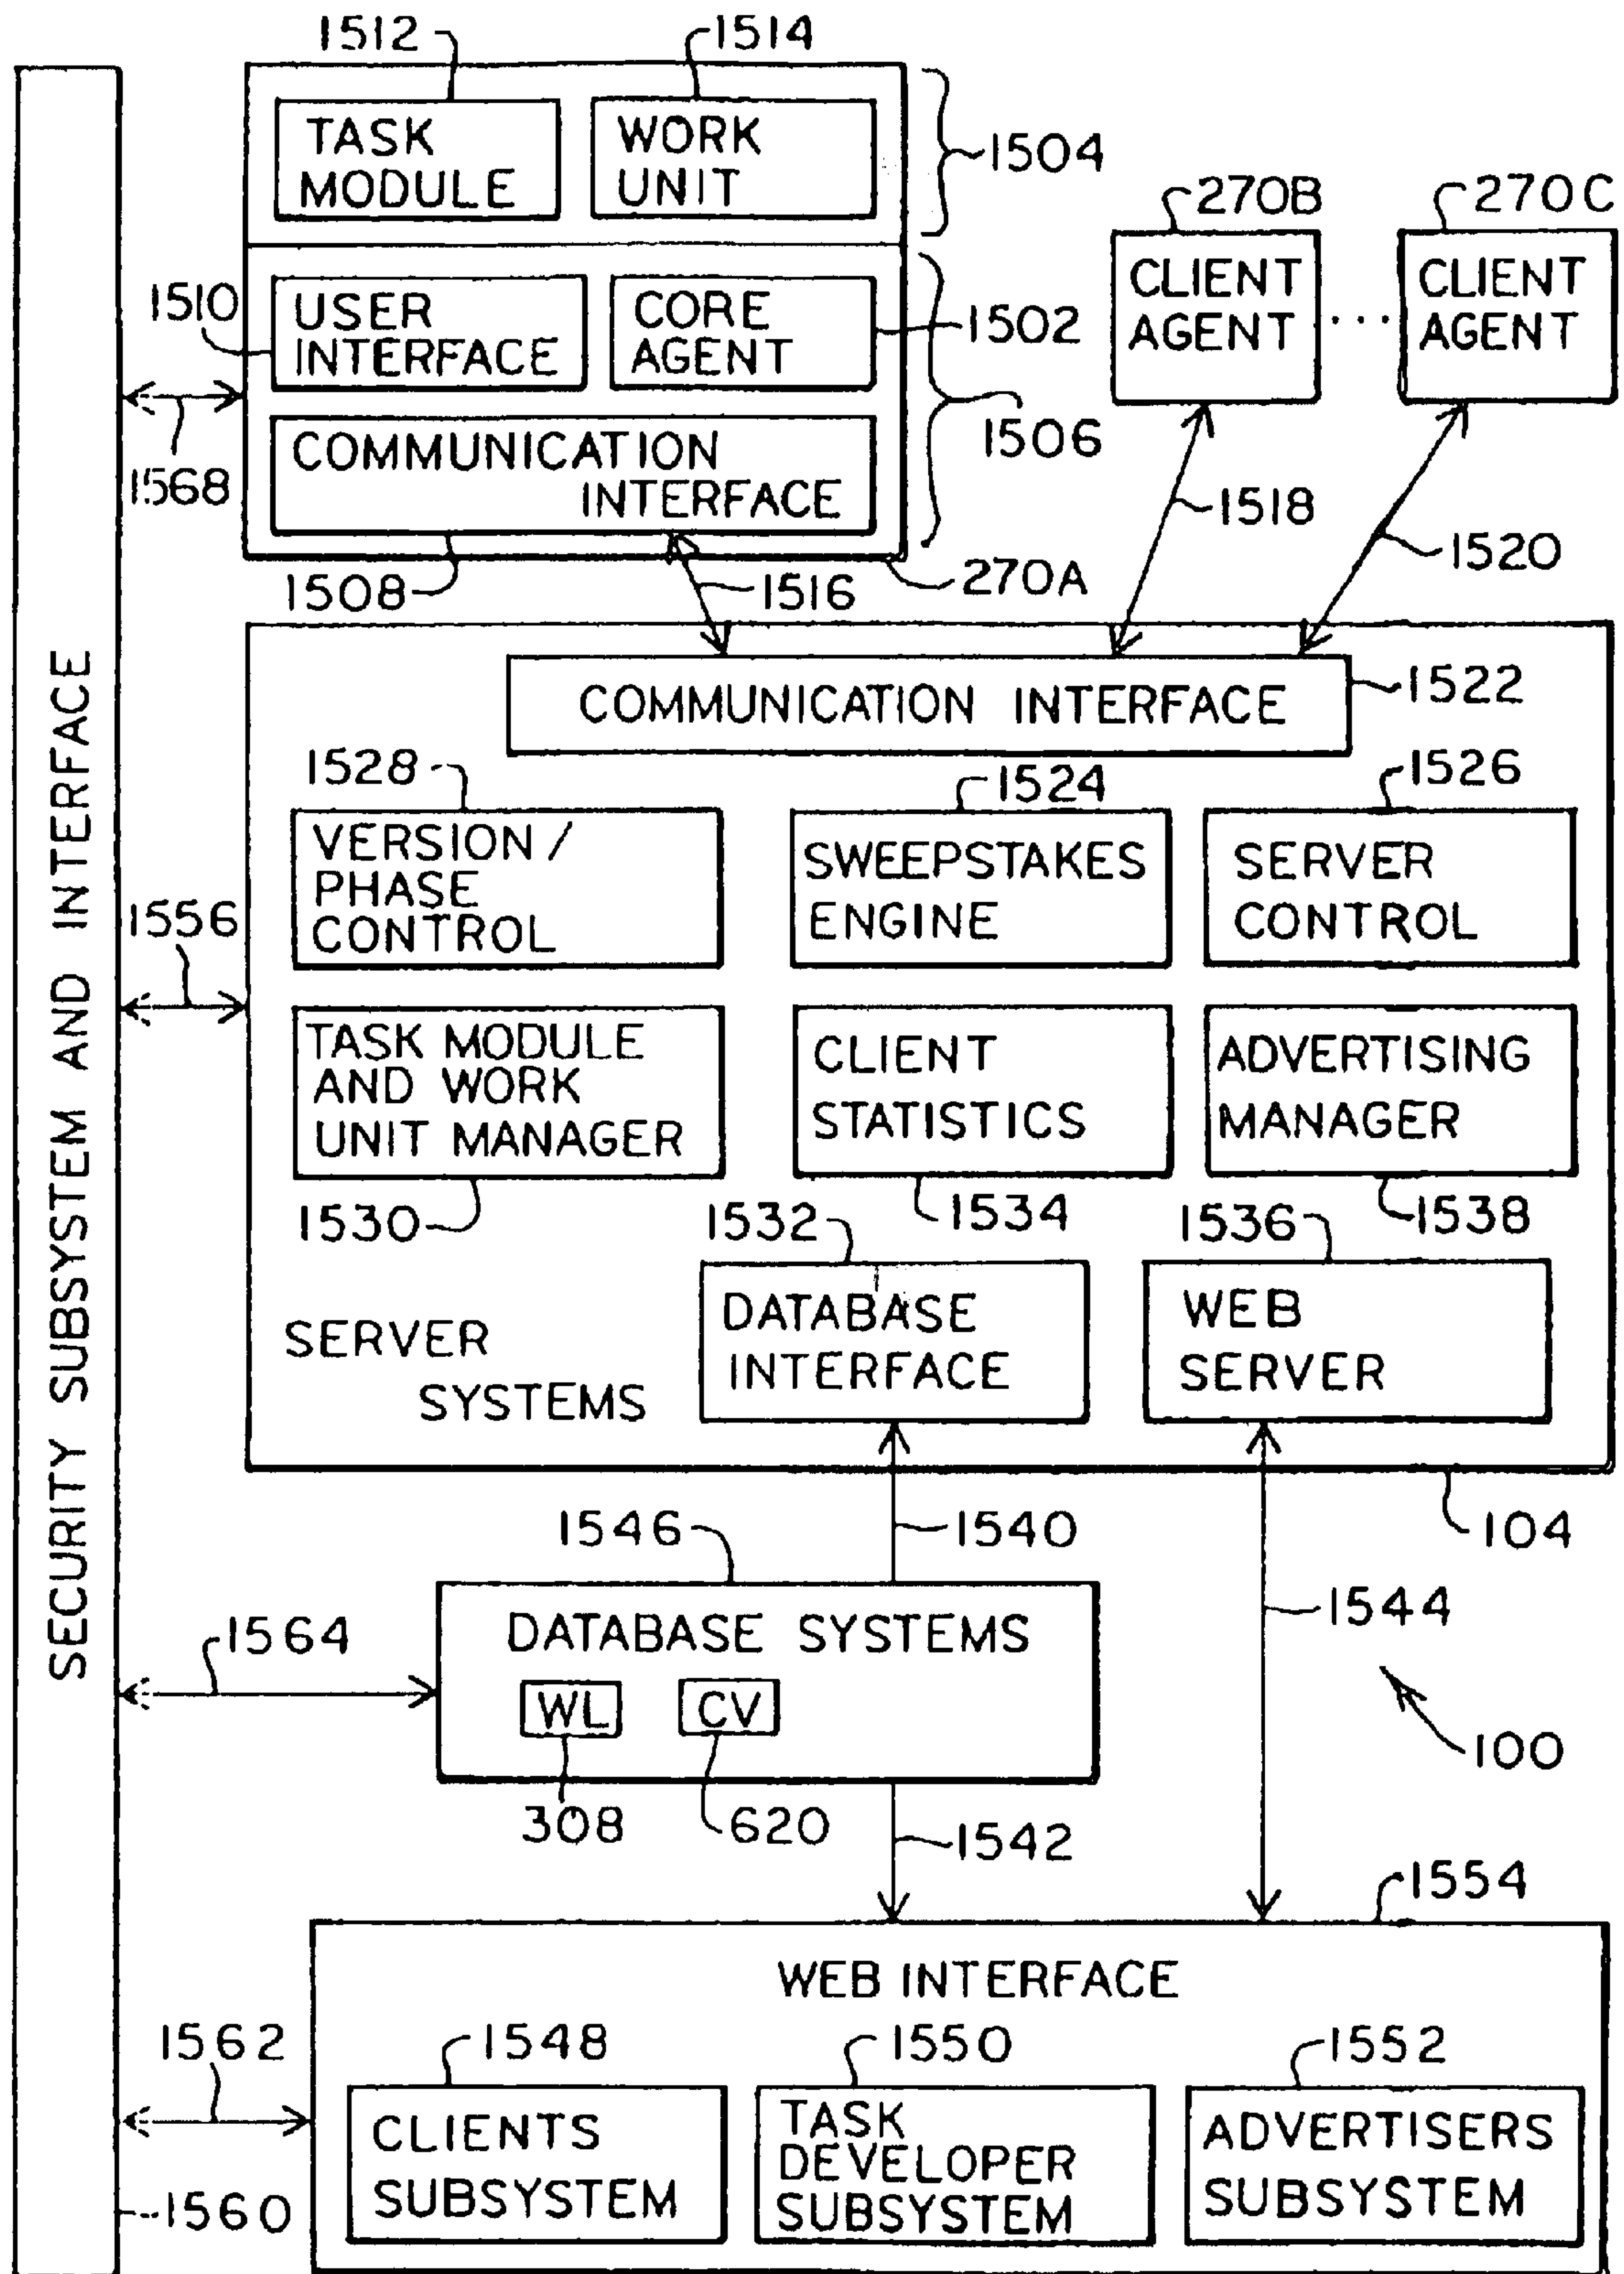 1512
1514
TASK
MODULE
WORK
UNIT
1504
270B
270C
CLIENT
AGENT
...
CLIENT
AGENT
1510
USER
INTERFACE
CORE
AGENT
1502
1506
COMMUNICATION
INTERFACE
1568
1508
1516
270A
1518
1520
SECURITY SUBSYSTEM AND INTERFACE
COMMUNICATION INTERFACE
1522
1528
1524
1526
VERSION /
PHASE
CONTROL
SWEEPSTAKES
ENGINE
SERVER
CONTROL
1556
TASK MODULE
AND WORK
UNIT MANAGER
CLIENT
STATISTICS
ADVERTISING
MANAGER
1530
1534
1538
1532
1536
SERVER
SYSTEMS
DATABASE
INTERFACE
WEB
SERVER
1546
1540
104
1544
1564
DATABASE SYSTEMS
WL
CV
308
620
1542
100
1554
WEB INTERFACE
1562
1548
1550
1552
CLIENTS
SUBSYSTEM
TASK
DEVELOPER
SUBSYSTEM
ADVERTISERS
SUBSYSTEM
1560